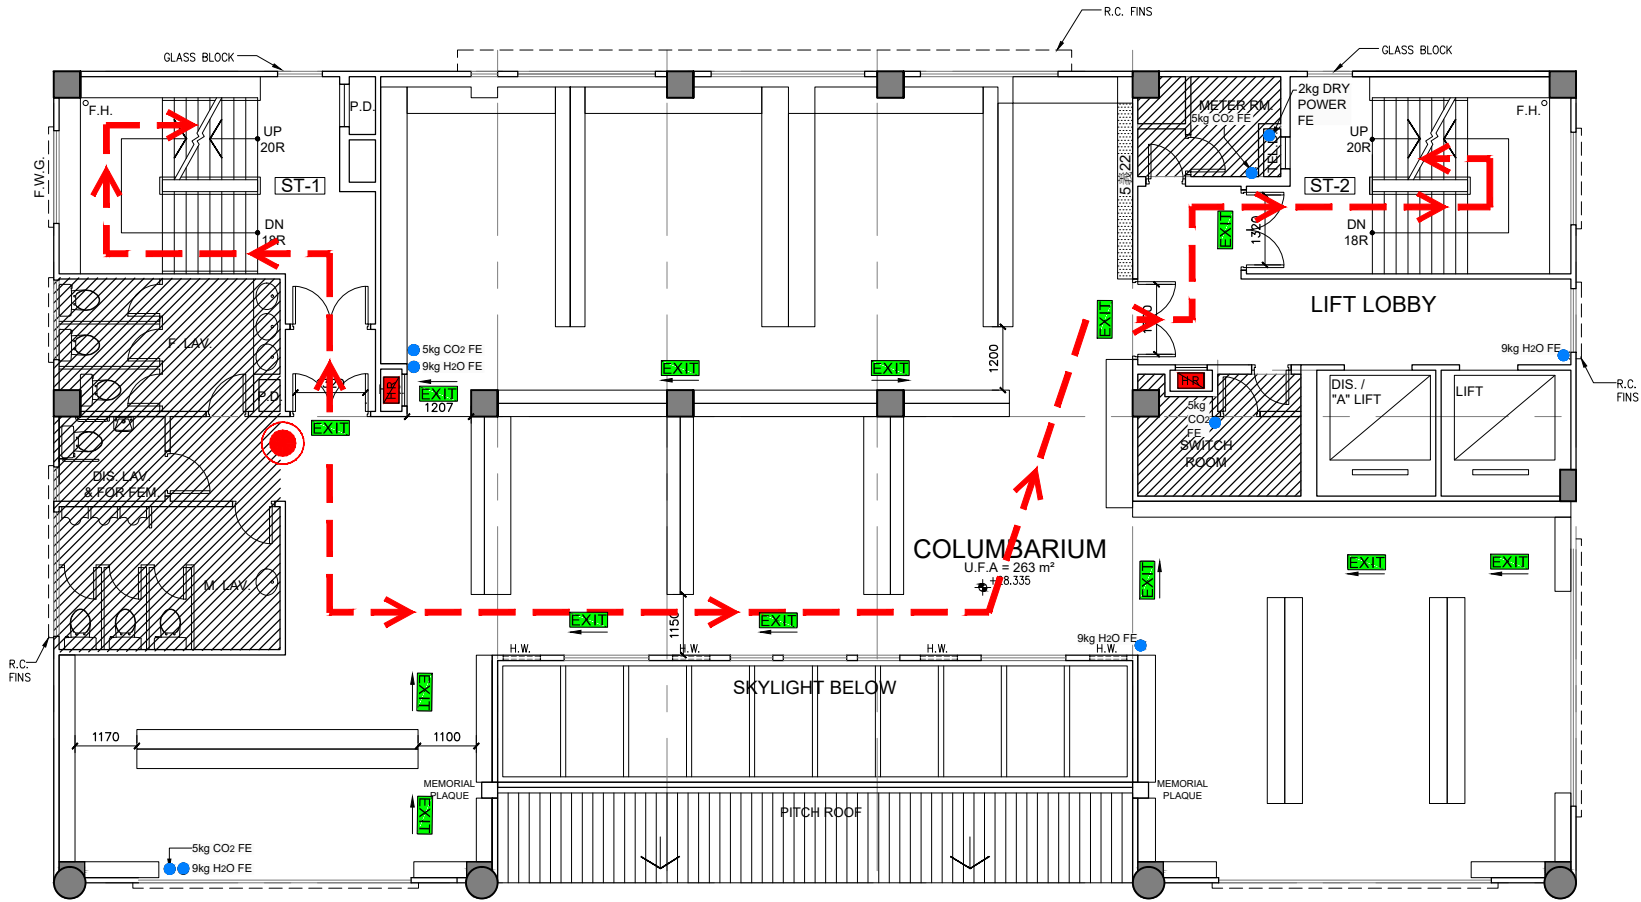 R.C. FINS
GLASS BLOCK
GLASS BLOCK
F.H.
P.D.
UP
20R
ST-1
DN
18R
F.W.G.
METER RM.
5kg CO2 FE
2kg DRY
POWER
FE
TEL.
UP
20R
F.H.
ST-2
DN
18R
EXIT
1320
LIFT LOBBY
EXIT
F. LAV.
5kg CO2 FE
9kg H2O FE
EXIT
EXIT
1200
9kg H2O FE
P.D.
EXIT
1207
EXIT
DIS. /
"A" LIFT
LIFT
R.C.
FINS
5kg
CO2
FE
SWITCH
ROOM
DIS. LAV.
& FOR FEM.
COLUMBARIUM
U.F.A = 263 m²
M. LAV.
EXIT
EXIT
EXIT
EXIT
EXIT
1150
9kg H2O FE
H.W.
H.W.
H.W.
H.W.
R.C.
FINS
EXIT
SKYLIGHT BELOW
1170
1100
MEMORIAL
PLAQUE
MEMORIAL
PLAQUE
EXIT
PITCH ROOF
5kg CO2 FE
9kg H2O FE